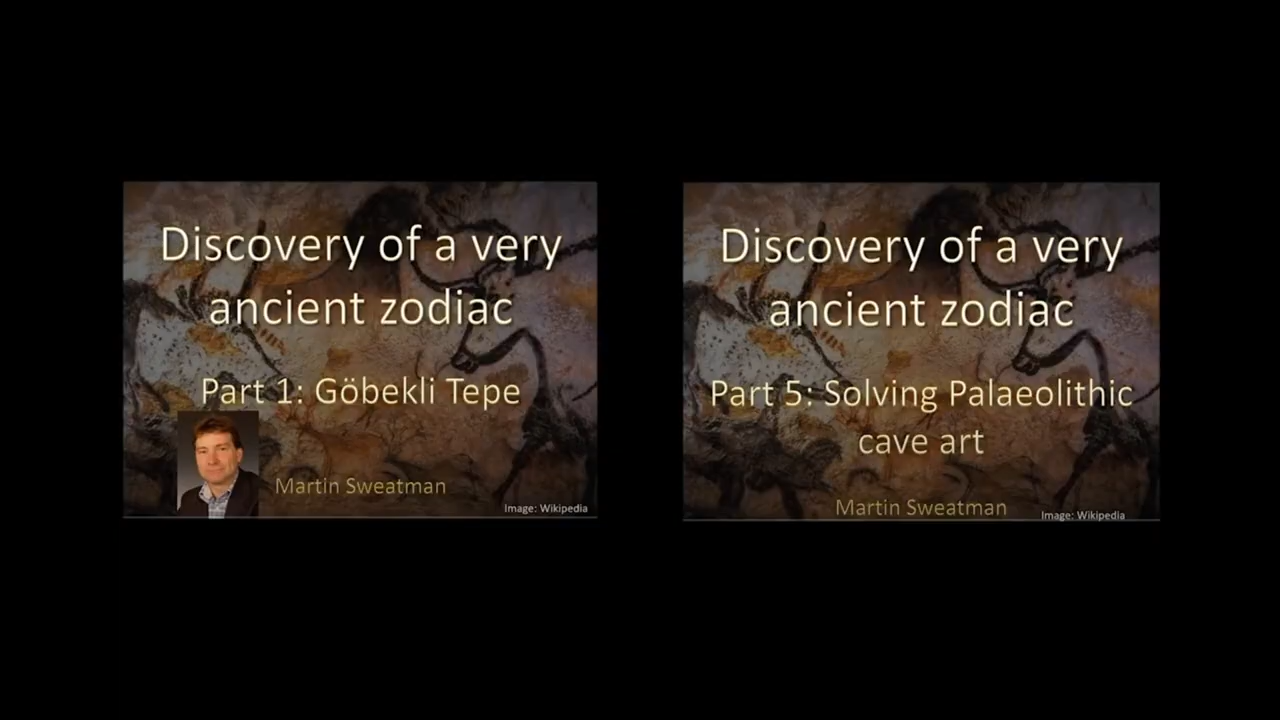 Discovery of a very
ancient zodiac
Part 1: Göbekli Tepe
Martin Sweatman
Image: Wikipedia
Discovery of a very
ancient zodiac
Part 5: Solving Palaeolithic
cave art
Martin Sweatman
Image: Wikipedia